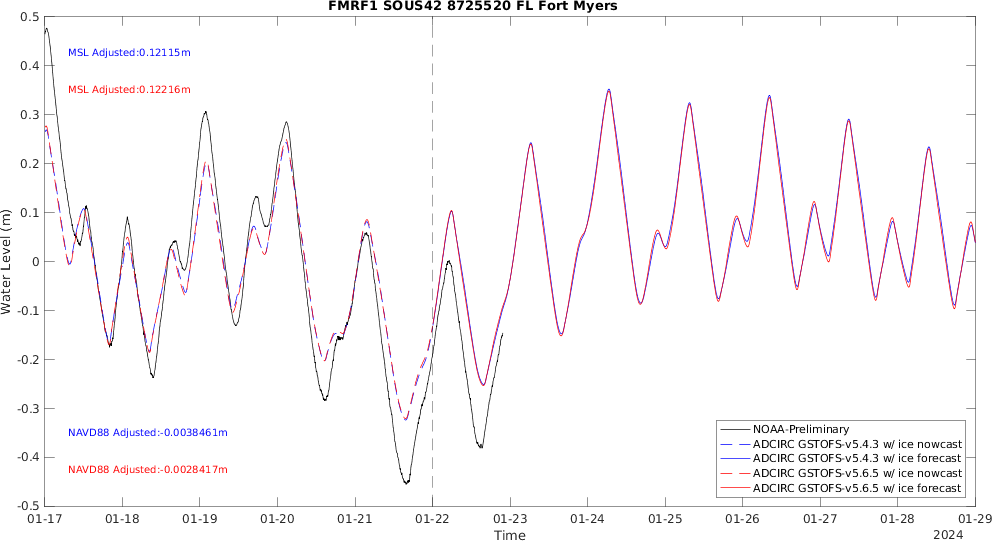 FMRF1 SOUS42 8725520 FL Fort Myers
0.5
0.4
0.3
0.2
0.1
0
-0.1
-0.2
-0.3
-0.4
-0.5
Water Level (m)
MSL Adjusted:0.12115m
MSL Adjusted:0.12216m
NAVD88 Adjusted:-0.0038461m
NAVD88 Adjusted:-0.0028417m
NOAA-Preliminary
ADCIRC GSTOFS-v5.4.3 w/ ice nowcast
ADCIRC GSTOFS-v5.4.3 w/ ice forecast
ADCIRC GSTOFS-v5.6.5 w/ ice nowcast
ADCIRC GSTOFS-v5.6.5 w/ ice forecast
01-17 01-18 01-19 01-20 01-21 01-22 01-23 01-24 01-25 01-26 01-27 01-28 01-29
Time
2024